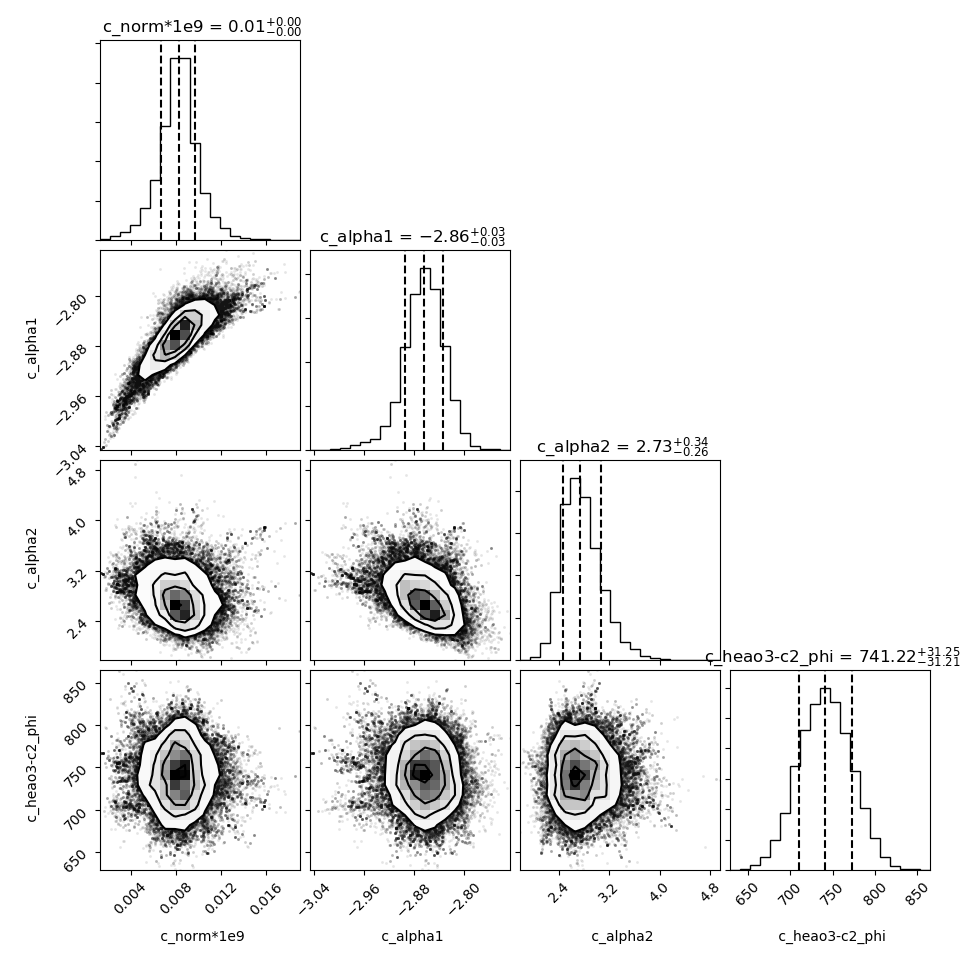 c_norm*1e9 = 0.01+0.00 −0.00
c_alpha1 = −2.86+0.03 −0.03
−2.80
−2.88
−2.96
−3.04
c_alpha1
c_alpha2 = 2.73+0.34 −0.26
4.8
4.0
3.2
2.4
c_alpha2
c_heao3-c2_phi = 741.22+31.25 −31.21
850
800
750
700
650
c_heao3-c2_phi
0.004
0.008
0.012
0.016
c_norm*1e9
−3.04
−2.96
−2.88
−2.80
c_alpha1
2.4
3.2
4.0
4.8
c_alpha2
650
700
750
800
850
c_heao3-c2_phi